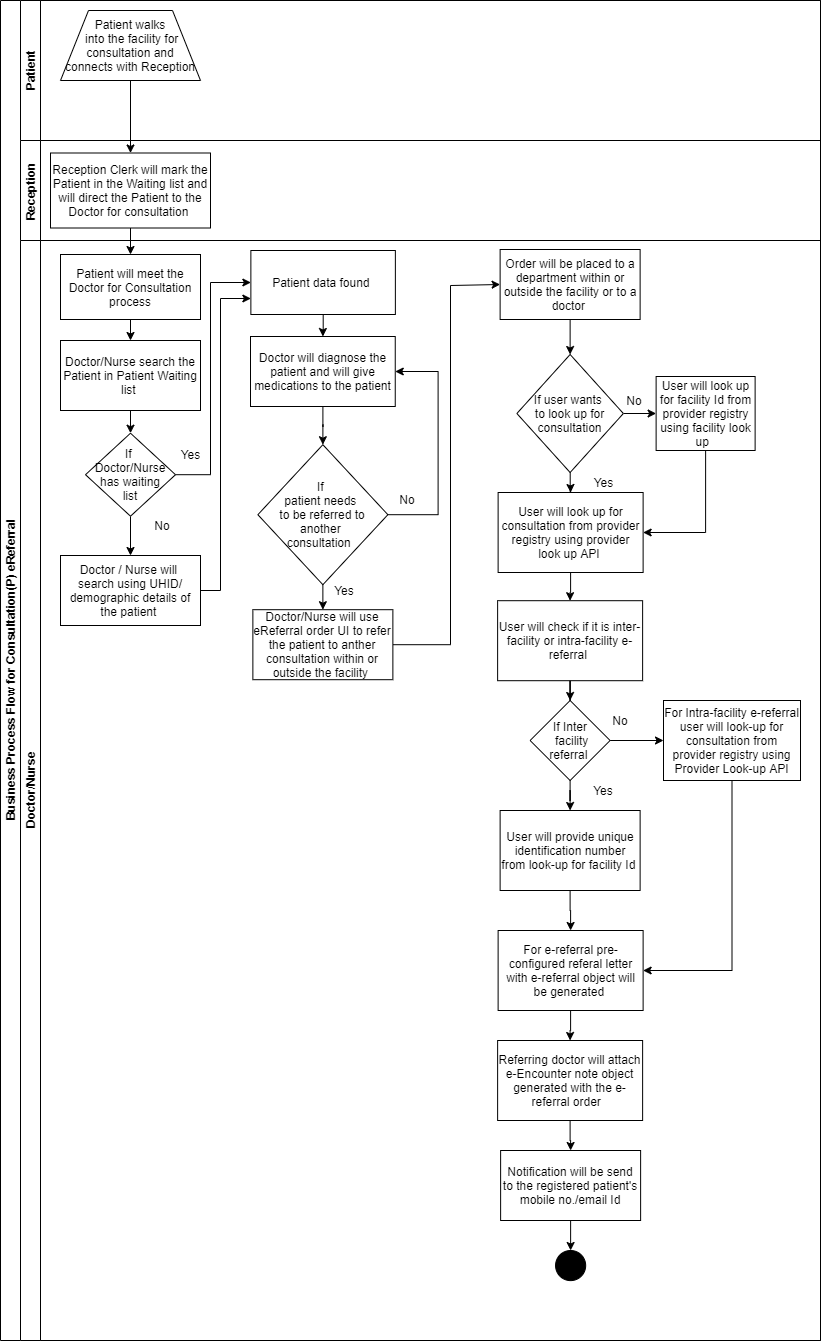 Business Process Flow for Consultation(P) eReferral
Patient
Patient walks
into the facility for
consultation and
connects with Reception
Reception
Reception Clerk will mark the
Patient in the Waiting list and
will direct the Patient to the
Doctor for consultation
Doctor/Nurse
Patient will meet the
Doctor for Consultation
process
Doctor/Nurse search the
Patient in Patient Waiting
list
If
Doctor/Nurse
has waiting
list
Yes
No
Doctor / Nurse will
search using UHID/
demographic details of
the patient
Patient data found
Doctor will diagnose the
patient and will give
medications to the patient
If
patient needs
to be referred to
another
consultation
No
Yes
Doctor/Nurse will use
eReferral order UI to refer
the patient to anther
consultation within or
outside the facility
Order will be placed to a
department within or
outside the facility or to a
doctor
If user wants
to look up for
consultation
No
User will look up
for facility Id from
provider registry
using facility look
up
Yes
User will look up for
consultation from provider
registry using provider
look up API
User will check if it is inter-
facility or intra-facility e-
referral
If Inter
facility
referral
No
For Intra-facility e-referral
user will look-up for
consultation from
provider registry using
Provider Look-up API
Yes
User will provide unique
identification number
from look-up for facility Id
For e-referral pre-
configured referal letter
with e-referral object will
be generated
Referring doctor will attach
e-Encounter note object
generated with the e-
referral order
Notification will be send
to the registered patient's
mobile no./email Id